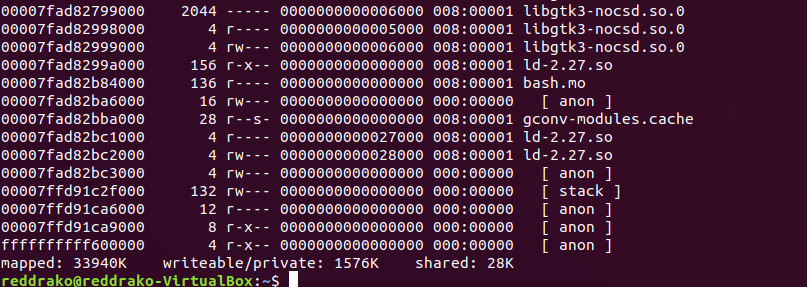 00007fad82799000    2044 ----- 0000000000006000 008:00001 libgtk3-nocsd.so.0
00007fad82998000       4 r---- 0000000000005000 008:00001 libgtk3-nocsd.so.0
00007fad82999000       4 rw--- 0000000000006000 008:00001 libgtk3-nocsd.so.0
00007fad8299a000     156 r-x-- 0000000000000000 008:00001 ld-2.27.so
00007fad82b84000     136 r---- 0000000000000000 008:00001 bash.mo
00007fad82ba6000      16 rw--- 0000000000000000 000:00000   [ anon ]
00007fad82bba000      28 r--s- 0000000000000000 008:00001 gconv-modules.cache
00007fad82bc1000       4 r---- 0000000000027000 008:00001 ld-2.27.so
00007fad82bc2000       4 rw--- 0000000000028000 008:00001 ld-2.27.so
00007fad82bc3000       4 rw--- 0000000000000000 000:00000   [ anon ]
00007ffd91c2f000     132 rw--- 0000000000000000 000:00000   [ stack ]
00007ffd91ca6000      12 r---- 0000000000000000 000:00000   [ anon ]
00007ffd91ca9000       8 r-x-- 0000000000000000 000:00000   [ anon ]
ffffffffff600000       4 r-x-- 0000000000000000 000:00000   [ anon ]
mapped: 33940K    writeable/private: 1576K    shared: 28K
reddrako@reddrako-VirtualBox:~$